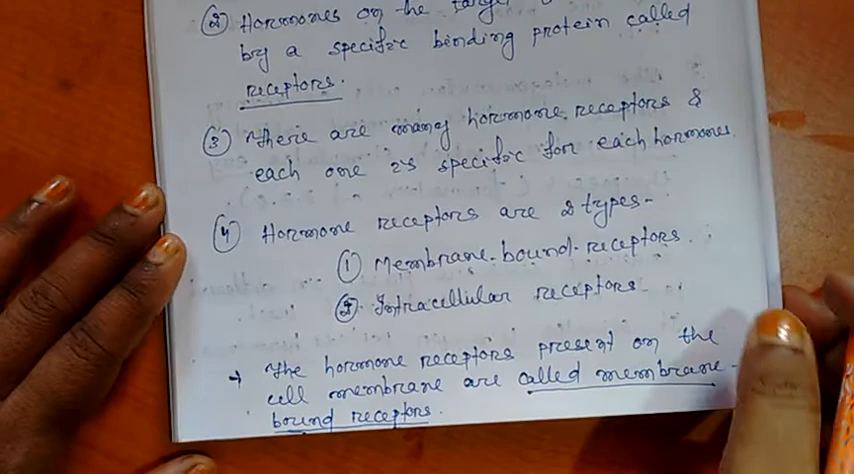 ② Hormones on the target
by a specific binding protein called
receptors.
③ There are many hormone receptors &
each one is specific for each hormones.
④ Hormone receptors are 2 types-
① Membrane-bound-receptors.
② Intracellular receptors-
→ The hormone receptors present on the
cell membrane are called membrane-
bound receptors.